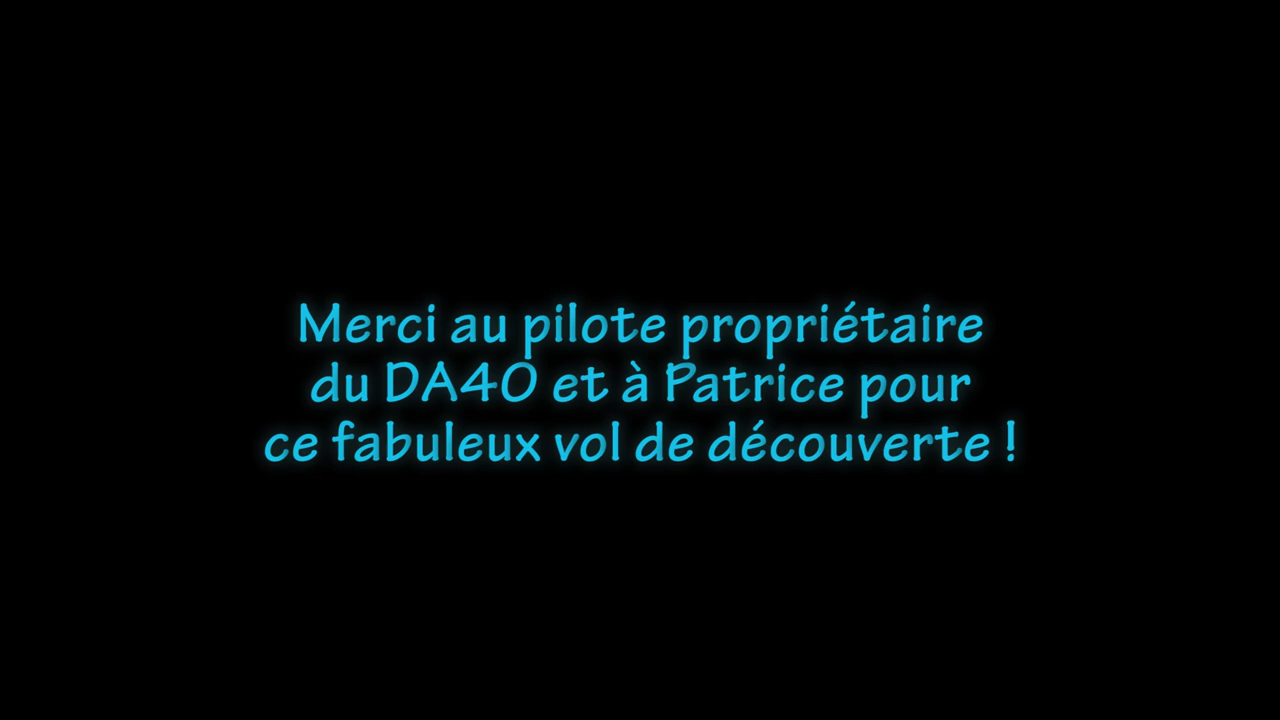 Merci au pilote propriétaire
du DA40 et à Patrice pour
ce fabuleux vol de découverte !